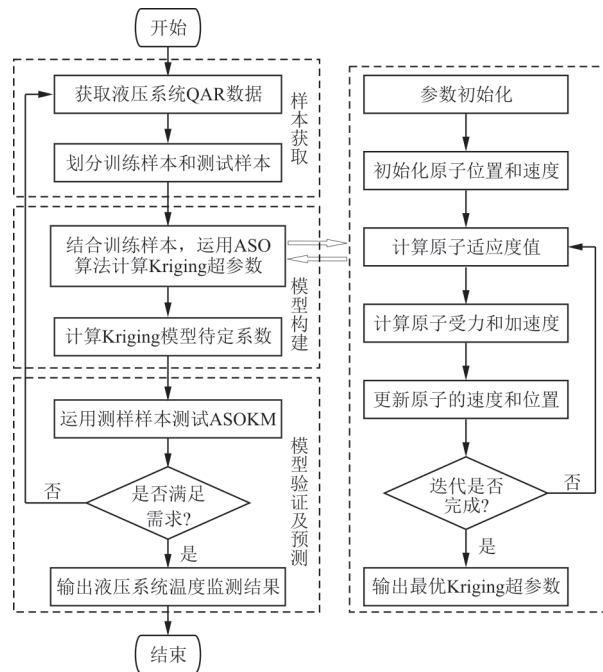 开始
获取液压系统QAR数据
划分训练样本和测试样本
样本获取
结合训练样本，运用ASO
算法计算Kriging超参数
计算Kriging模型待定系数
模型构建
运用测样样本测试ASOKM
是否满足
需求?
否
是
输出液压系统温度监测结果
模型验证及预测
结束
参数初始化
初始化原子位置和速度
计算原子适应度值
计算原子受力和加速度
更新原子的速度和位置
迭代是否
完成?
否
是
输出最优Kriging超参数